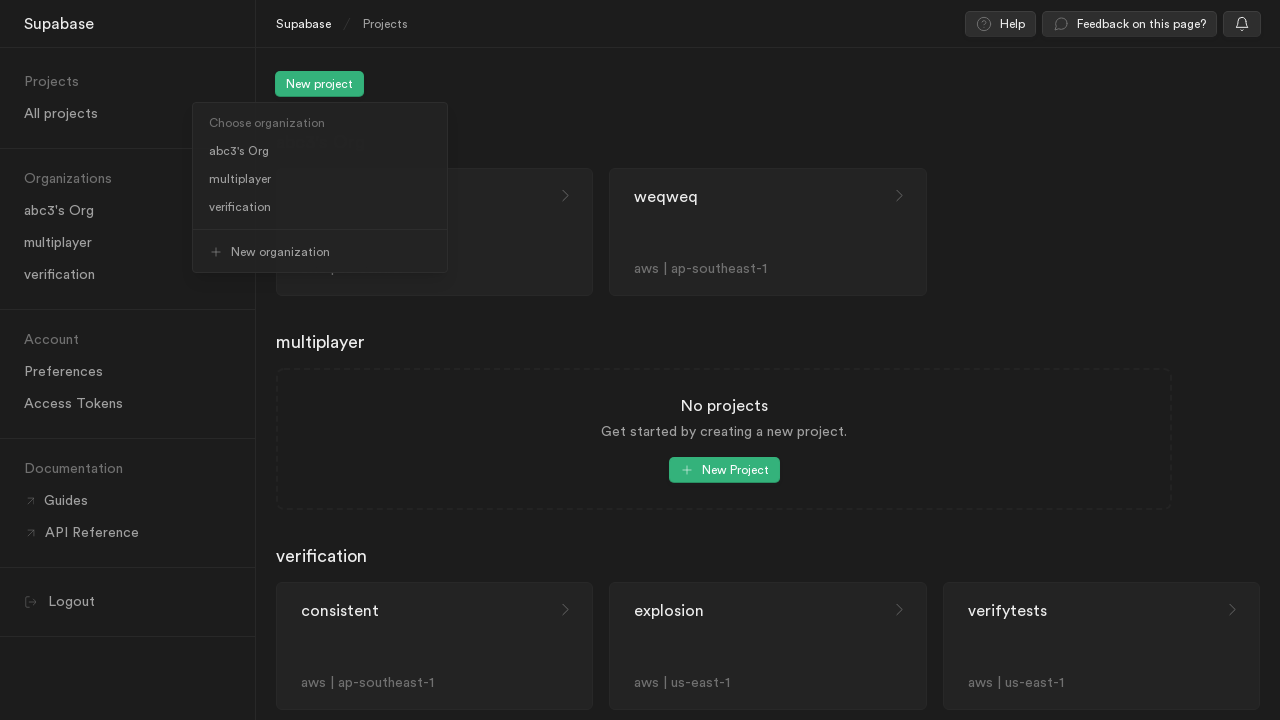 Supabase
Supabase / Projects
Help
Feedback on this page?
Projects
All projects
Organizations
abc3's Org
multiplayer
verification
Account
Preferences
Access Tokens
Documentation
Guides
API Reference
Logout
New project
Choose organization
abc3's Org
multiplayer
verification
New organization
weqweq
aws | ap-southeast-1
multiplayer
No projects
Get started by creating a new project.
New Project
verification
consistent
aws | ap-southeast-1
explosion
aws | us-east-1
verifytests
aws | us-east-1